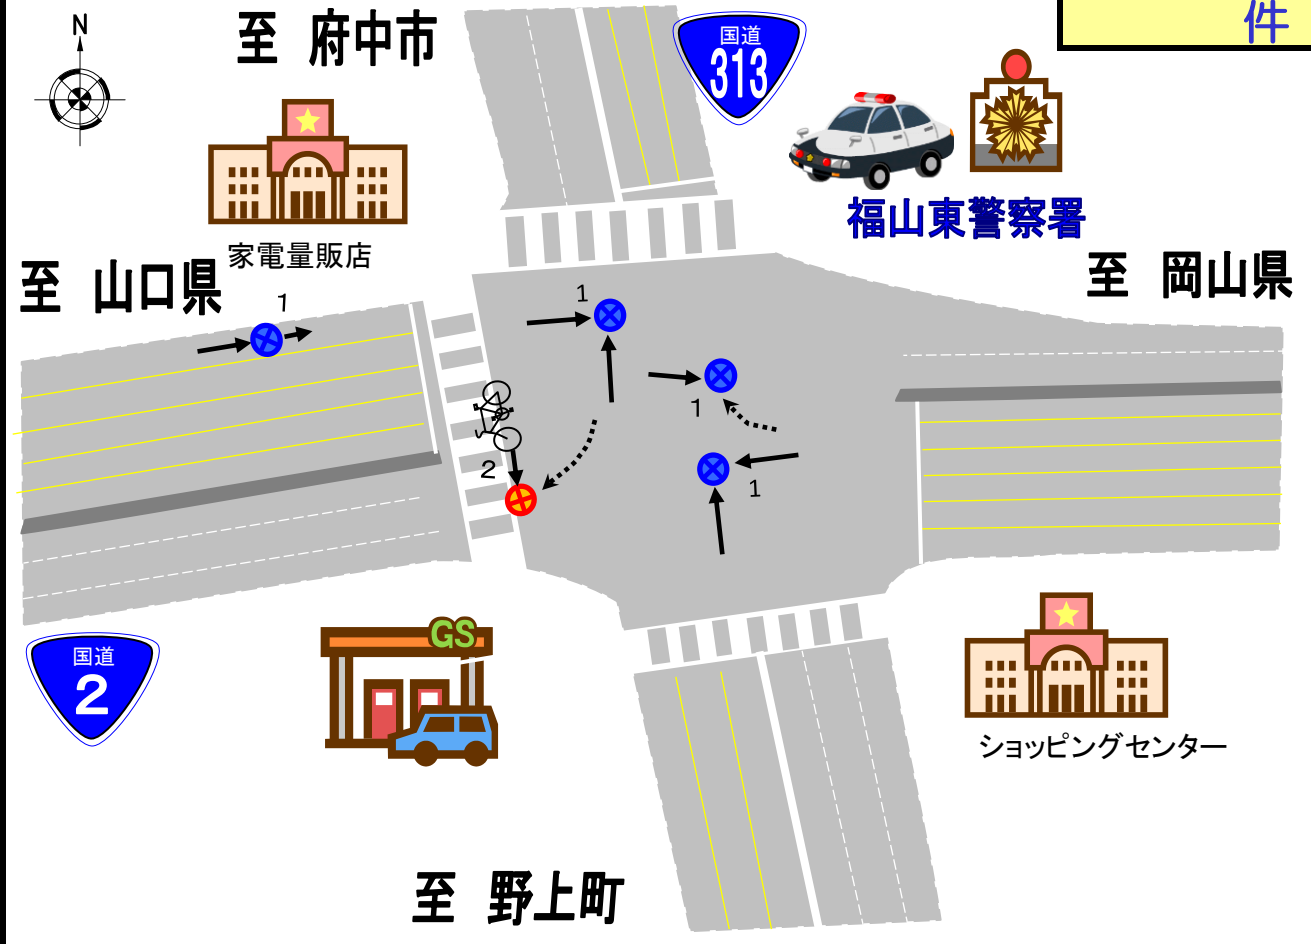 件
N
至 府中市
国道
313
福山東警察署
家電量販店
至 山口県
至 岡山県
1
1
1
2
1
国道
2
GS
ショッピングセンター
至 野上町